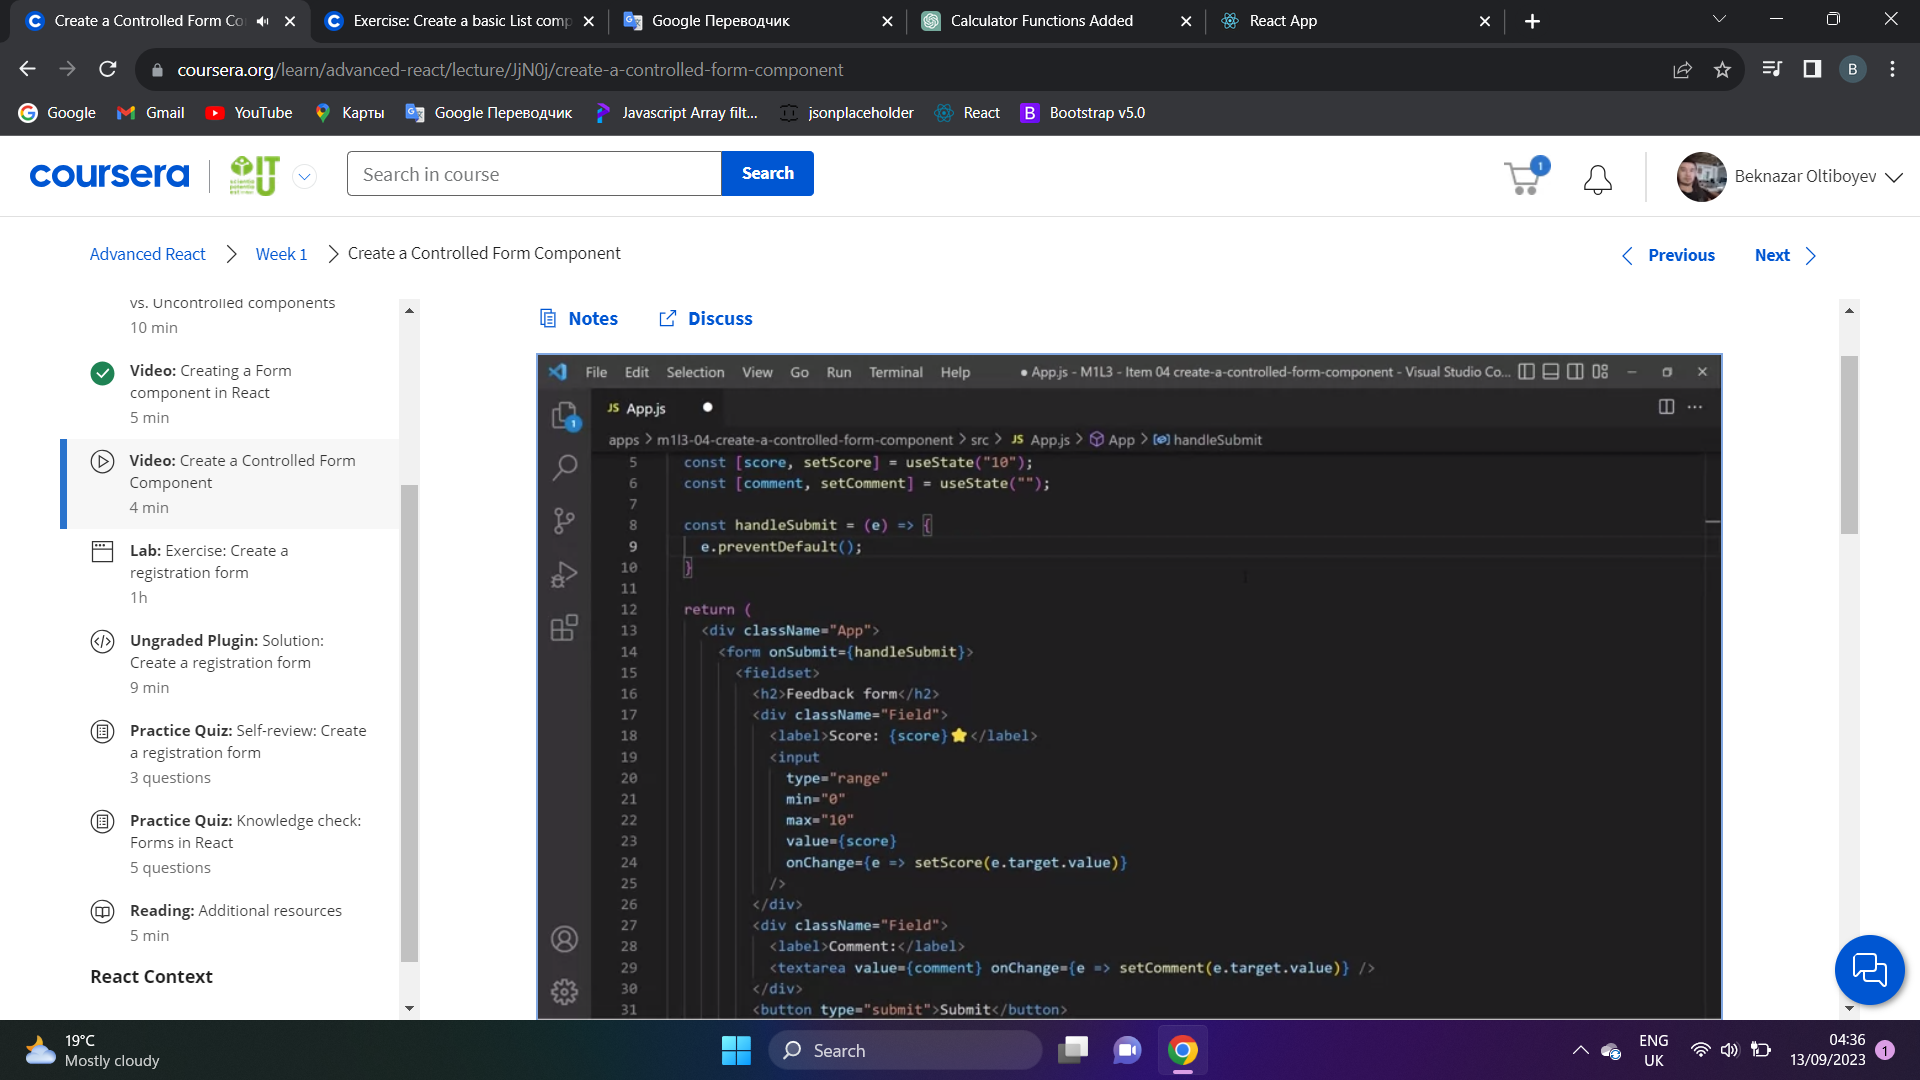 Create a Controlled Form Co
Exercise: Create a basic List comp
Google Переводчик
Calculator Functions Added
React App
coursera.org/learn/advanced-react/lecture/JjN0j/create-a-controlled-form-component
B
Google
Gmail
YouTube
Карты
Google Переводчик
Javascript Array filt...
jsonplaceholder
React
B Bootstrap v5.0
coursera
IT
U
Search in course
Search
1
Beknazar Oltiboyev
Advanced React
Week 1
Create a Controlled Form Component
Previous
Next
vs. Uncontrolled components
10 min
Video: Creating a Form
component in React
5 min
Video: Create a Controlled Form
Component
4 min
Lab: Exercise: Create a
registration form
1h
Ungraded Plugin: Solution:
Create a registration form
9 min
Practice Quiz: Self-review: Create
a registration form
3 questions
Practice Quiz: Knowledge check:
Forms in React
5 questions
Reading: Additional resources
5 min
React Context
Notes
Discuss
File Edit Selection View Go Run Terminal Help
● App.js - M1L3 - Item 04 create-a-controlled-form-component - Visual Studio Co...
1
JS App.js
apps > m1l3-04-create-a-controlled-form-component > src > JS App.js > App > handleSubmit
5 const [score, setScore] = useState("10");
6 const [comment, setComment] = useState("");
7
8 const handleSubmit = (e) => {
9 e.preventDefault();
10 }
11
12 return (
13 <div className="App">
14 <form onSubmit={handleSubmit}>
15 <fieldset>
16 <h2>Feedback form</h2>
17 <div className="Field">
18 <label>Score: {score}⭐</label>
19 <input
20 type="range"
21 min="0"
22 max="10"
23 value={score}
24 onChange={e => setScore(e.target.value)}
25 />
26 </div>
27 <div className="Field">
28 <label>Comment:</label>
29 <textarea value={comment} onChange={e => setComment(e.target.value)} />
30 </div>
31 <button type="submit">Submit</button>
19°C
Mostly cloudy
Search
ENG
UK
04:36
13/09/2023
1